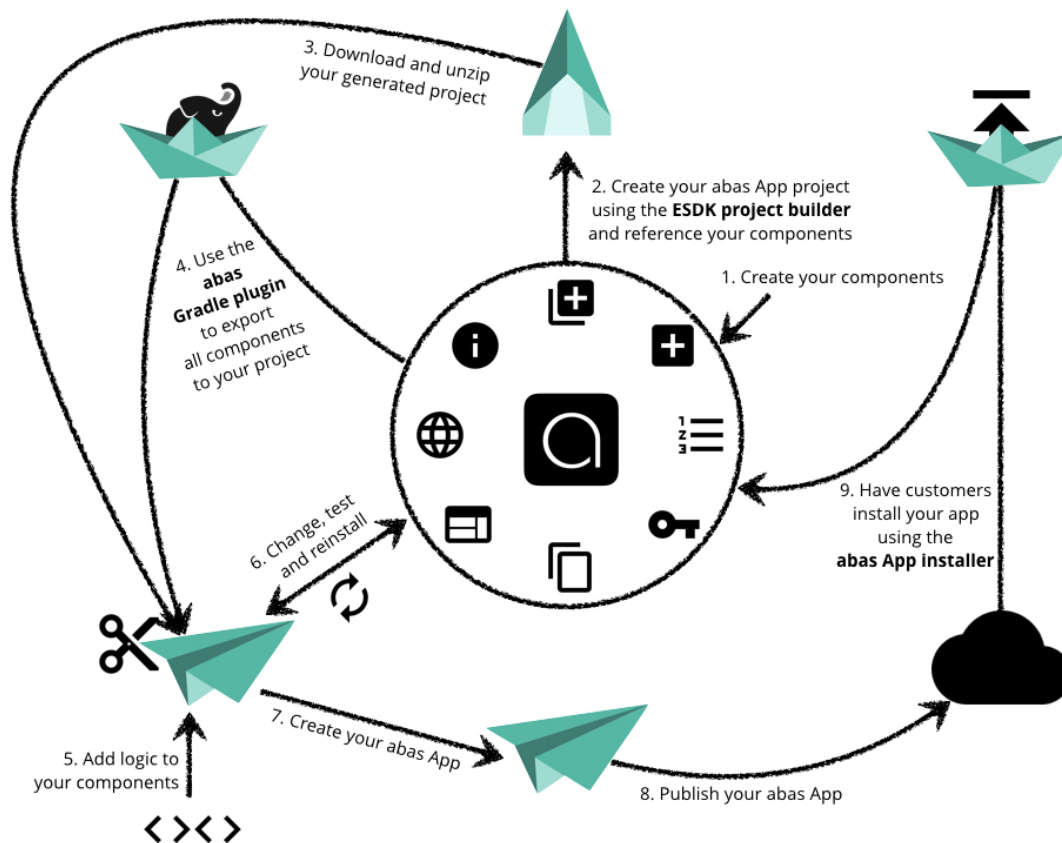 3. Download and unzip
your generated project
2. Create your abas App project
using the ESDK project builder
and reference your components
1. Create your components
4. Use the
abas
Gradle plugin
to export
all components
to your project
1
2
3
6. Change, test
and reinstall
9. Have customers
install your app
using the
abas App installer
5. Add logic to
your components
7. Create your abas App
8. Publish your abas App